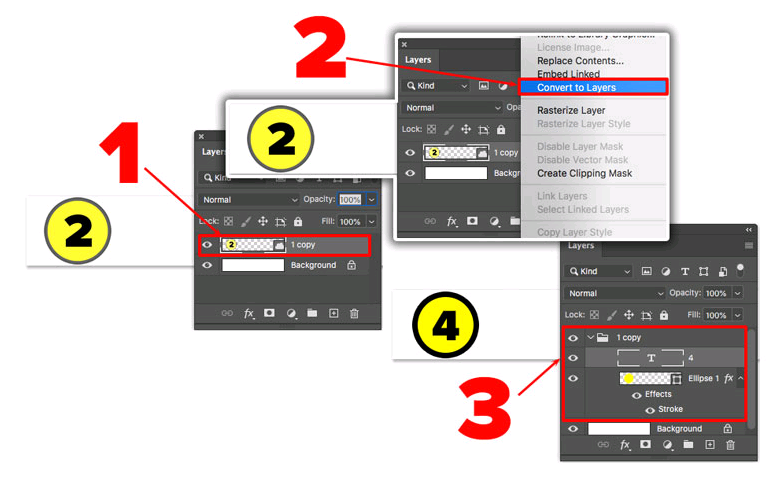 1
2
Layers
Kind
Normal
Opacity: 100%
Lock:
Fill: 100%
2
1 copy
Background
2
2
Layers
Kind
Normal
Lock:
2
1 copy
License Image...
Replace Contents...
Embed Linked
Convert to Layers
Rasterize Layer
Rasterize Layer Style
Disable Layer Mask
Disable Vector Mask
Create Clipping Mask
Link Layers
Select Linked Layers
Copy Layer Style
3
4
Layers
Kind
T
Normal
Opacity: 100%
Lock:
Fill: 100%
1 copy
T 4
Ellipse 1 fx
Effects
Stroke
Background
fx